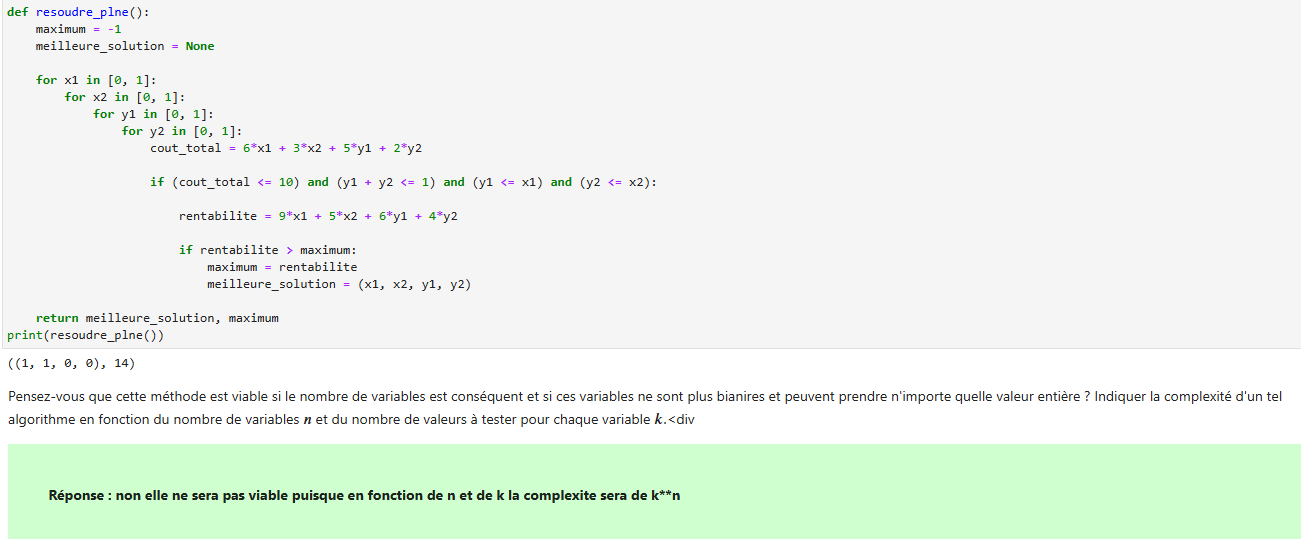 def resoudre_plne():
    maximum = -1
    meilleure_solution = None
    for x1 in [0, 1]:
        for x2 in [0, 1]:
            for y1 in [0, 1]:
                for y2 in [0, 1]:
                    cout_total = 6*x1 + 3*x2 + 5*y1 + 2*y2
                    if (cout_total <= 10) and (y1 + y2 <= 1) and (y1 <= x1) and (y2 <= x2):
                        rentabilite = 9*x1 + 5*x2 + 6*y1 + 4*y2
                        if rentabilite > maximum:
                            maximum = rentabilite
                            meilleure_solution = (x1, x2, y1, y2)
    return meilleure_solution, maximum
print(resoudre_plne())
((1, 1, 0, 0), 14)
Pensez-vous que cette méthode est viable si le nombre de variables est conséquent et si ces variables ne sont plus bianires et peuvent prendre n'importe quelle valeur entière ? Indiquer la complexité d'un tel
algorithme en fonction du nombre de variables n et du nombre de valeurs à tester pour chaque variable k.<div
Réponse : non elle ne sera pas viable puisque en fonction de n et de k la complexite sera de k**n